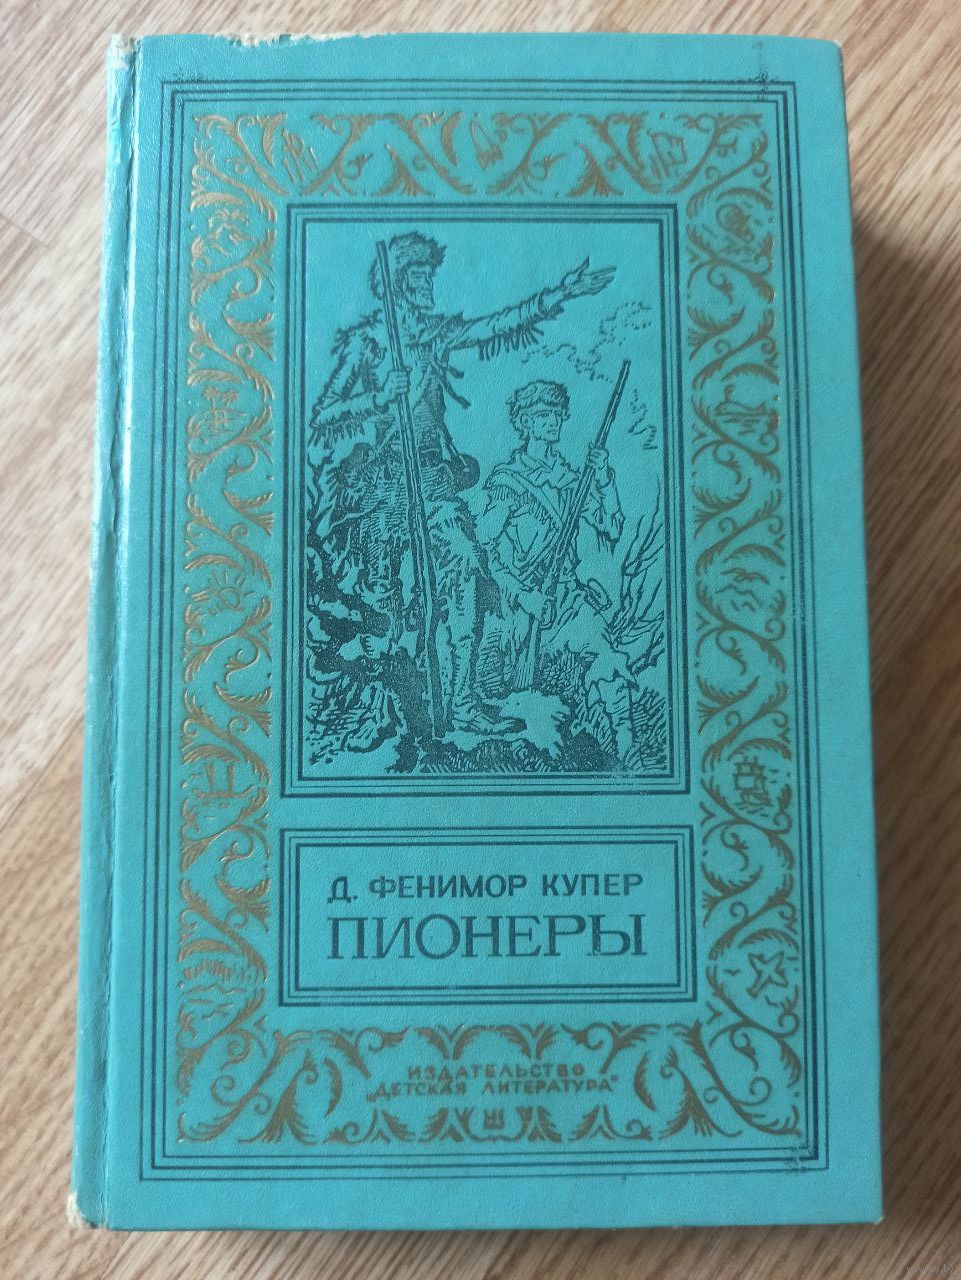 Д. ФЕНИМОР КУПЕР
ПИОНЕРЫ
ИЗДАТЕЛЬСТВО
„ДЕТСКАЯ ЛИТЕРАТУРА"